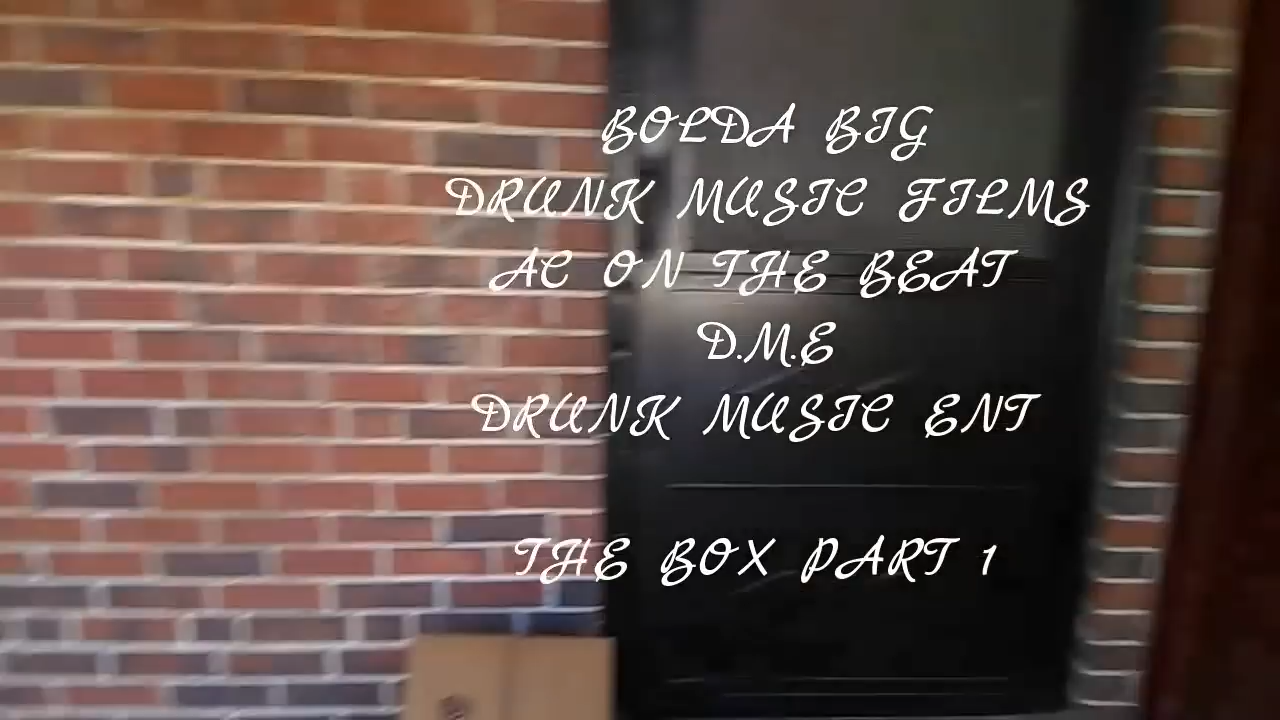 BOLDA BIG
DRUNK MUSIC FILMS
AC ON THE BEAT
D.M.E
DRUNK MUSIC ENT
THE BOX PART 1